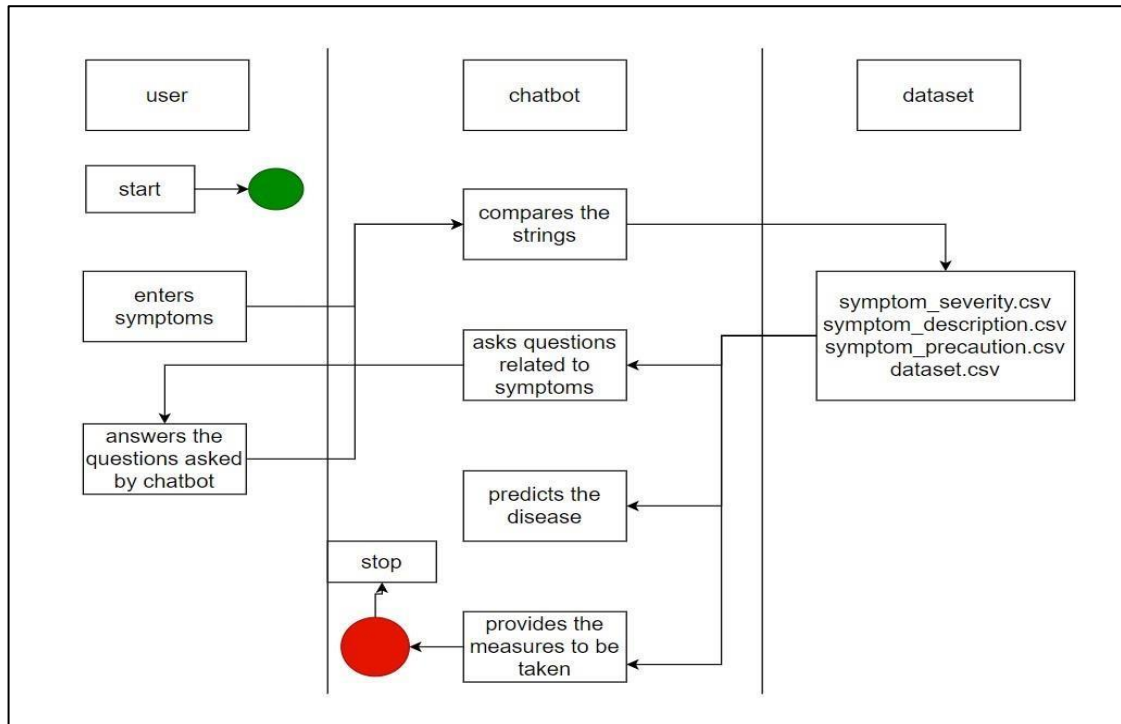 user
chatbot
dataset
start
compares the
strings
enters
symptoms
symptom_severity.csv
symptom_description.csv
symptom_precaution.csv
dataset.csv
asks questions
related to
symptoms
answers the
questions asked
by chatbot
predicts the
disease
stop
provides the
measures to be
taken